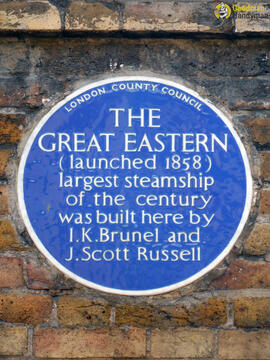 LONDON COUNTY COUNCIL
THE
GREAT EASTERN
(launched 1858)
largest steamship
of the century
was built here by
I.K.Brunel and
J.Scott Russell